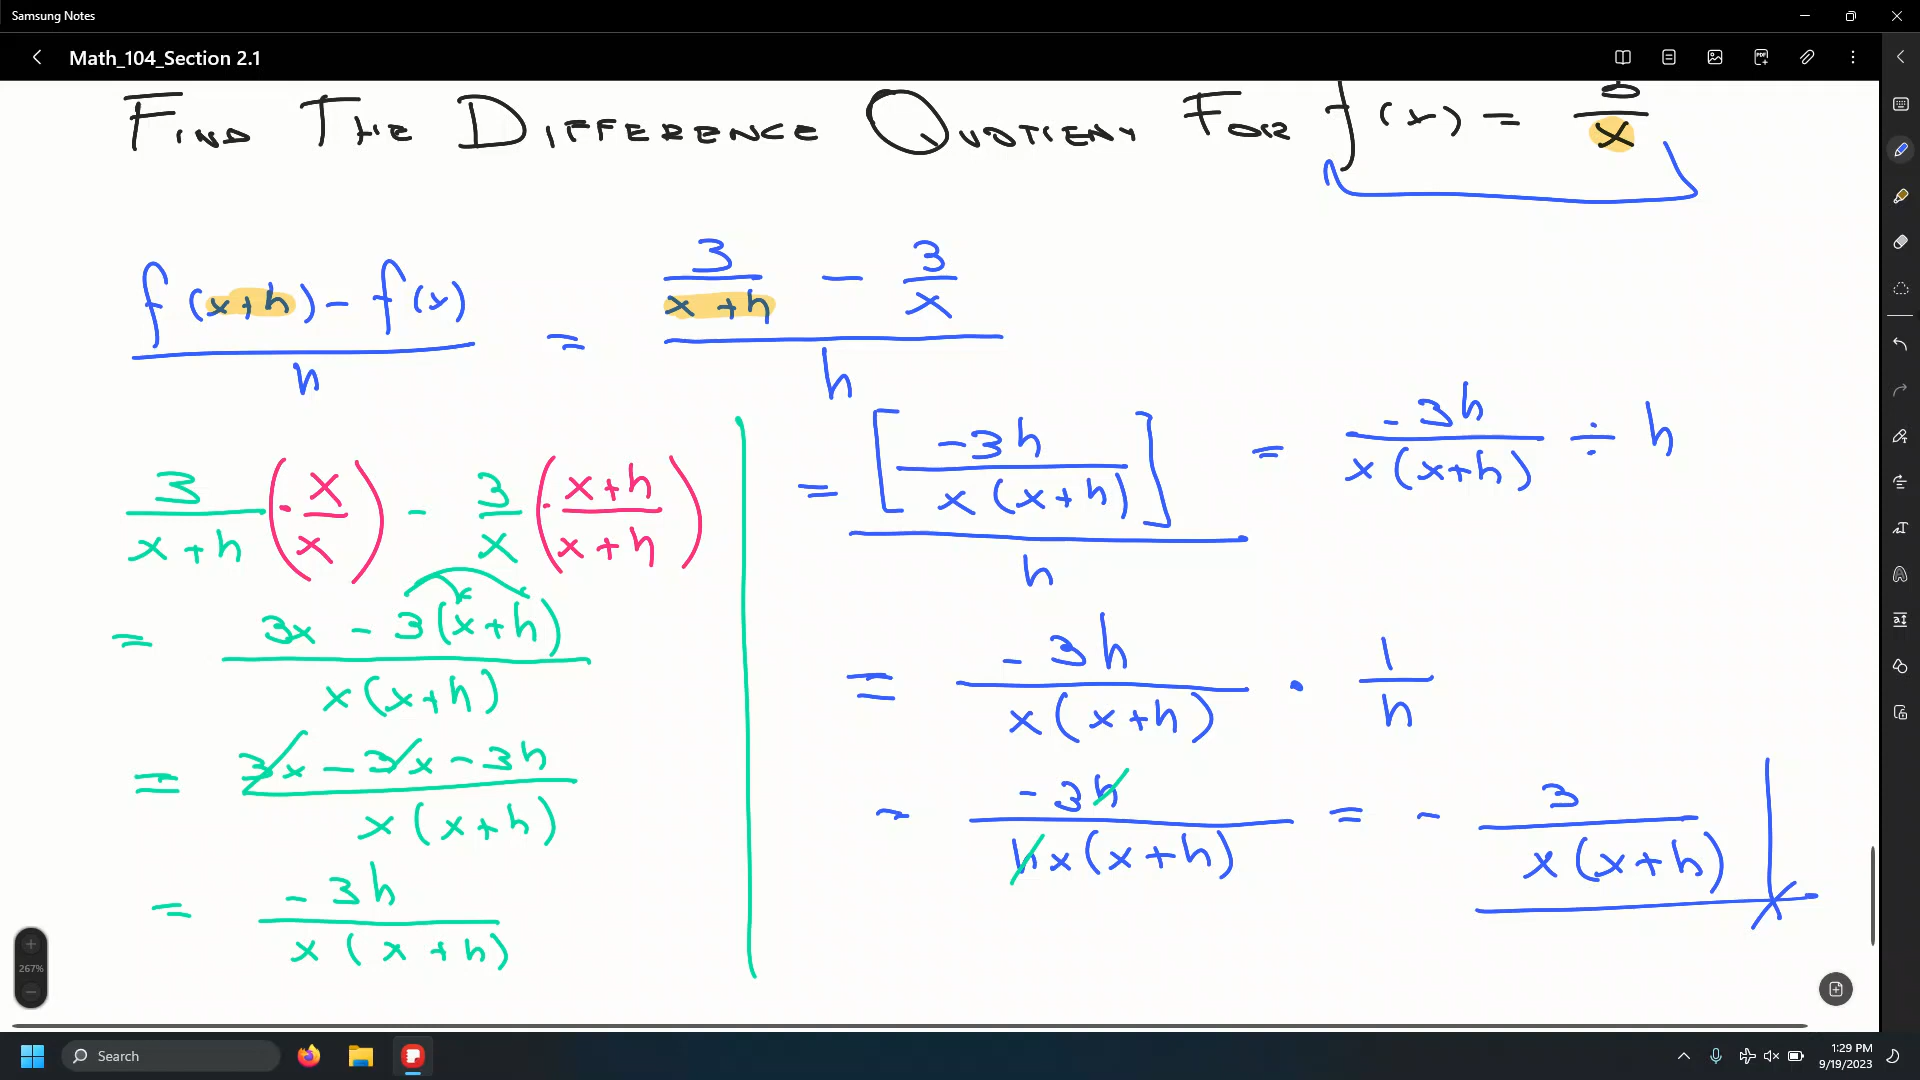 Samsung Notes
Math_104_Section 2.1
FIND THE DIFFERENCE QUOTIENT FOR f(x) = 3/x
(f(x+h) - f(x))/h = (3/(x+h) - 3/x)/h
3/(x+h) (· x/x) - 3/x (· (x+h)/(x+h))
= (3x - 3(x+h))/(x(x+h))
= (3x - 3x - 3h)/(x(x+h))
= -3h/(x(x+h))
= [-3h/(x(x+h))]/h = -3h/(x(x+h)) ÷ h
= -3h/(x(x+h)) · 1/h
= -3h/(hx(x+h)) = - 3/(x(x+h))
267%
Search
1:29 PM
9/19/2023